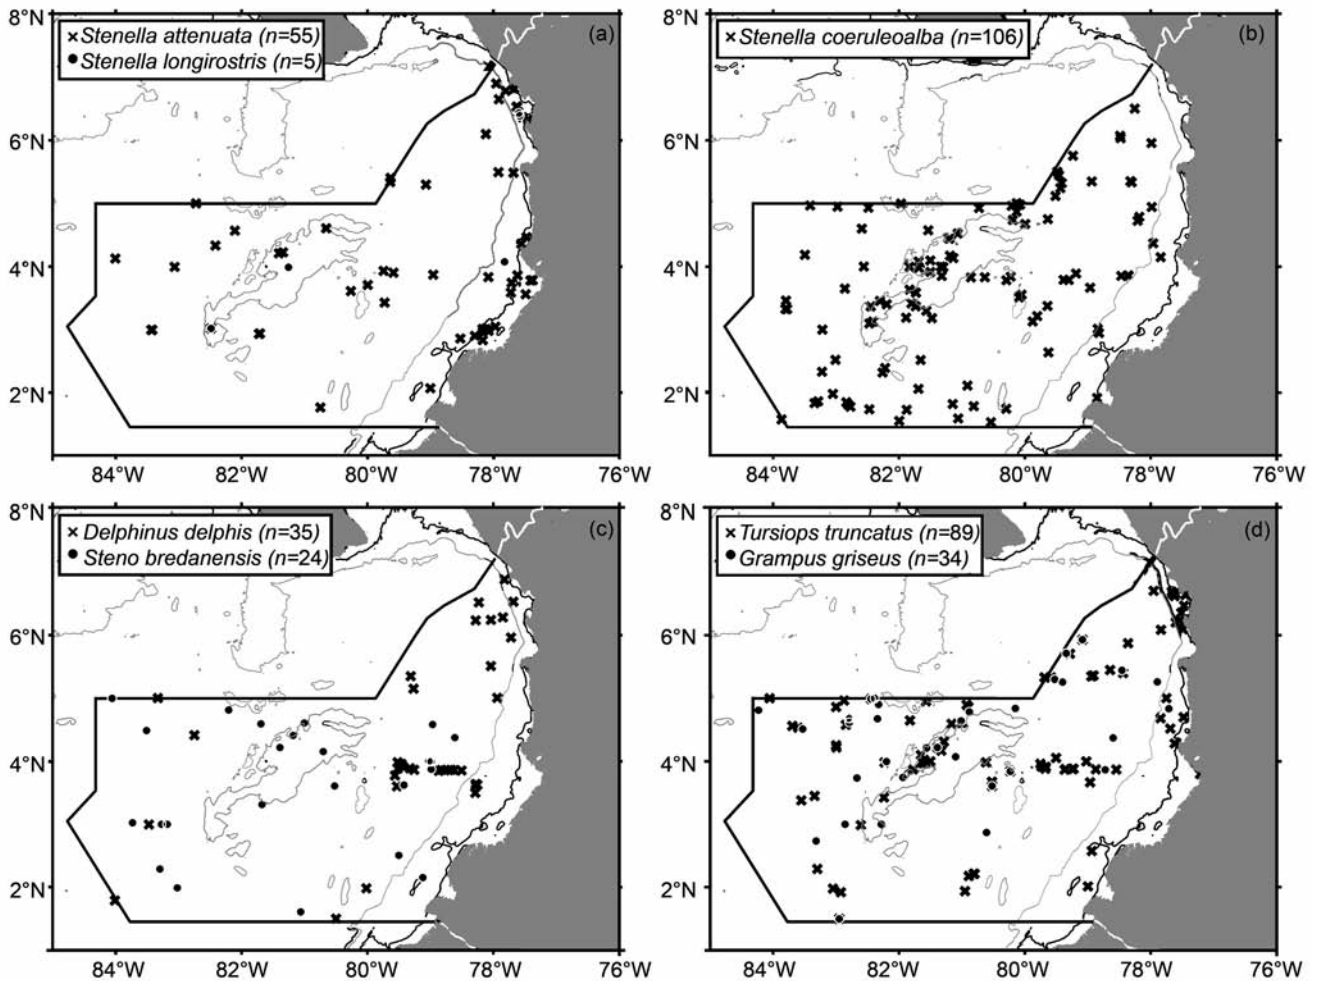 8°N
6°N
4°N
2°N
84°W 82°W 80°W 78°W 76°W
× Stenella attenuata (n=55)
● Stenella longirostris (n=5)
(a)
8°N
6°N
4°N
2°N
84°W 82°W 80°W 78°W 76°W
× Stenella coeruleoalba (n=106)
(b)
8°N
6°N
4°N
2°N
84°W 82°W 80°W 78°W 76°W
× Delphinus delphis (n=35)
● Steno bredanensis (n=24)
(c)
8°N
6°N
4°N
2°N
84°W 82°W 80°W 78°W 76°W
× Tursiops truncatus (n=89)
● Grampus griseus (n=34)
(d)